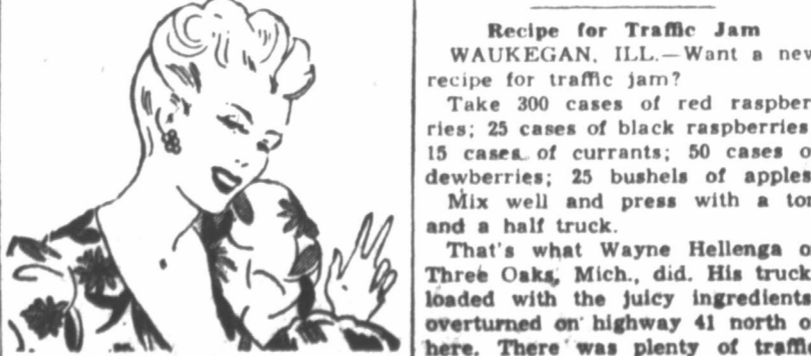 Recipe for Traffic Jam
WAUKEGAN, ILL.—Want a new
recipe for traffic jam?
Take 300 cases of red raspber
ries; 25 cases of black raspberries
15 cases of currants; 50 cases o
dewberries; 25 bushels of apples
Mix well and press with a ton
and a half truck.
That's what Wayne Hellenga o
Three Oaks, Mich., did. His truck
loaded with the juicy ingredients
overturned on highway 41 north o
here. There was plenty of traffic